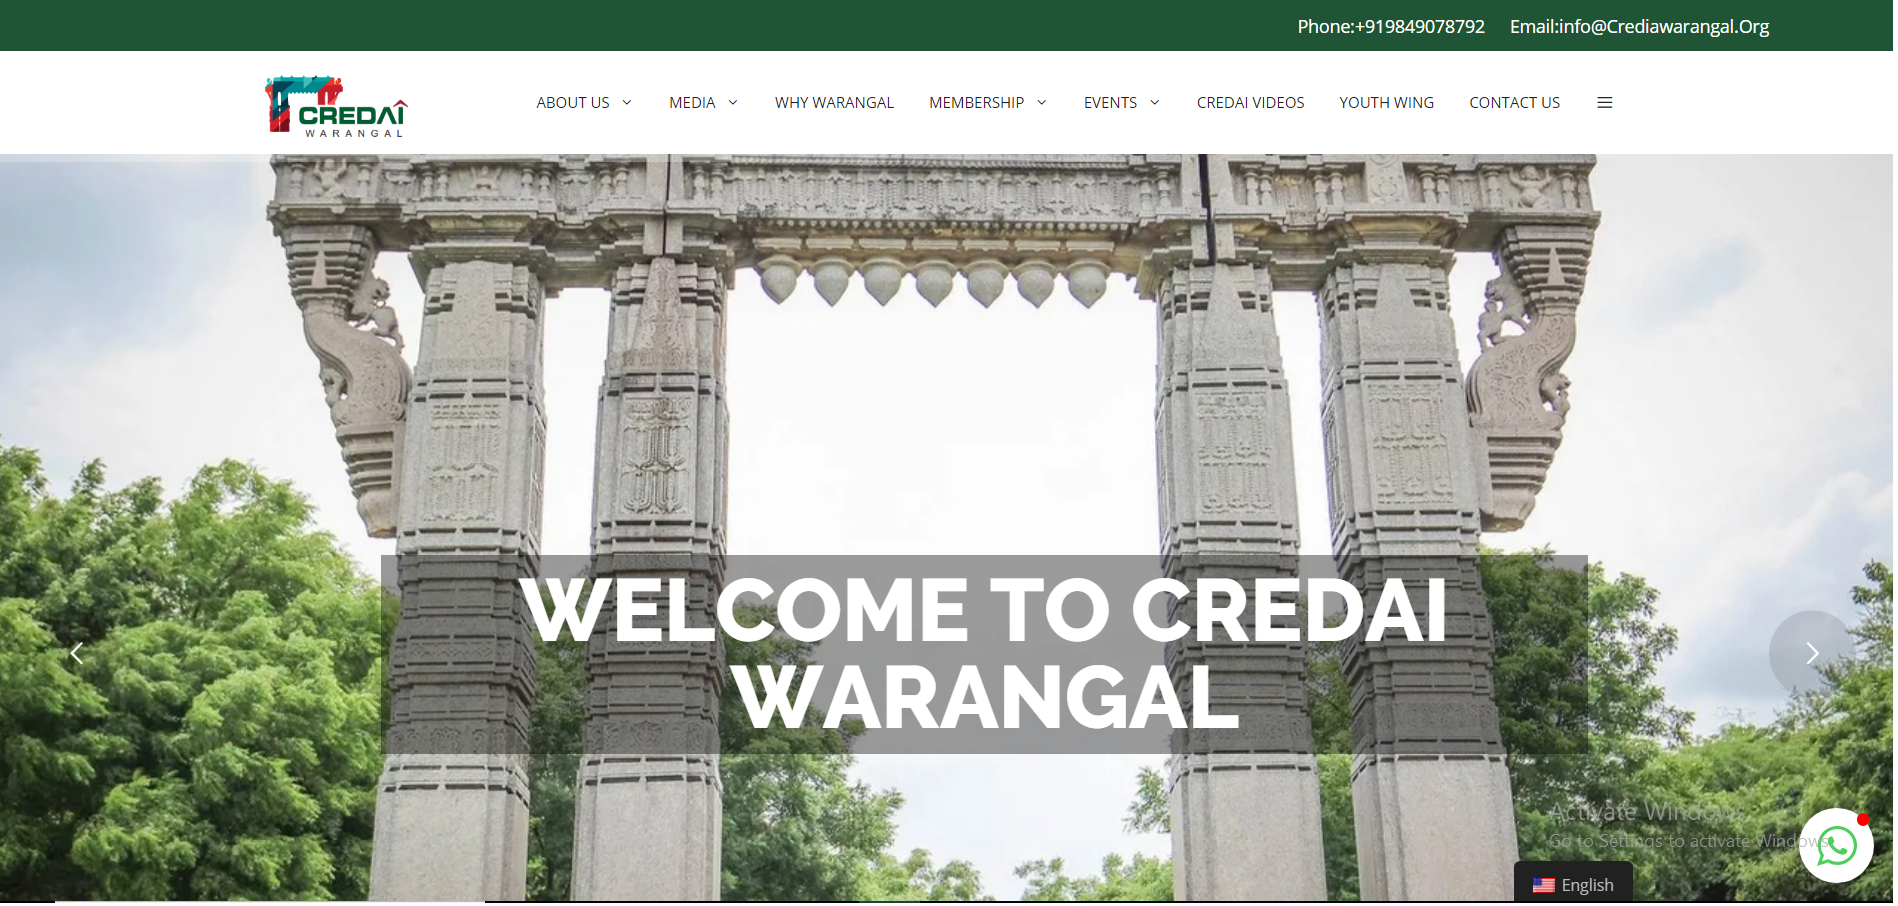 Phone:+919849078792 Email:info@Crediawarangal.Org
CREDAI
WARANGAL
ABOUT US MEDIA WHY WARANGAL MEMBERSHIP EVENTS CREDAI VIDEOS YOUTH WING CONTACT US
WELCOME TO CREDAI
WARANGAL
Activate Windows
Go to Settings to activate Windows
English